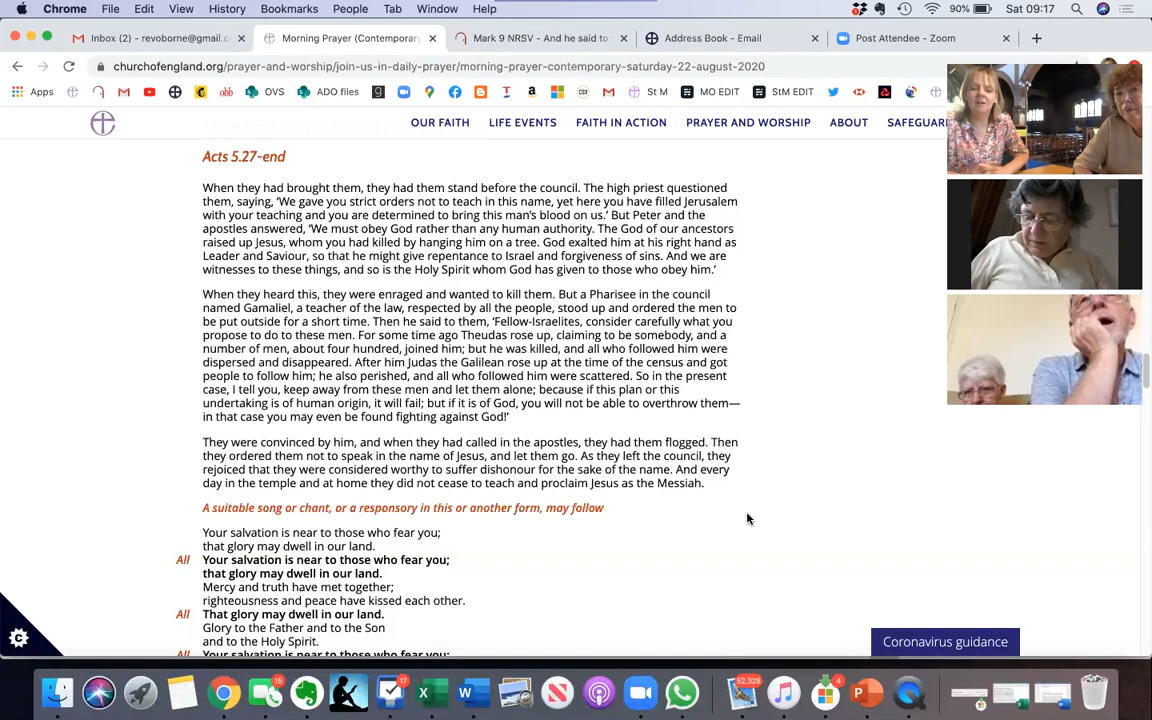 Chrome File Edit View History Bookmarks People Tab Window Help 90% Sat 09:17
Inbox (2) - revoborne@gmail.c × Morning Prayer (Contemporary × Mark 9 NRSV - And he said to × Address Book - Email × Post Attendee - Zoom × +
churchofengland.org/prayer-and-worship/join-us-in-daily-prayer/morning-prayer-contemporary-saturday-22-august-2020
Apps abb OVS ADO files St M MO EDIT StM EDIT
OUR FAITH LIFE EVENTS FAITH IN ACTION PRAYER AND WORSHIP ABOUT SAFEGUAR
Acts 5.27-end
When they had brought them, they had them stand before the council. The high priest questioned
them, saying, ‘We gave you strict orders not to teach in this name, yet here you have filled Jerusalem
with your teaching and you are determined to bring this man’s blood on us.’ But Peter and the
apostles answered, ‘We must obey God rather than any human authority. The God of our ancestors
raised up Jesus, whom you had killed by hanging him on a tree. God exalted him at his right hand as
Leader and Saviour, so that he might give repentance to Israel and forgiveness of sins. And we are
witnesses to these things, and so is the Holy Spirit whom God has given to those who obey him.’
When they heard this, they were enraged and wanted to kill them. But a Pharisee in the council
named Gamaliel, a teacher of the law, respected by all the people, stood up and ordered the men to
be put outside for a short time. Then he said to them, ‘Fellow-Israelites, consider carefully what you
propose to do to these men. For some time ago Theudas rose up, claiming to be somebody, and a
number of men, about four hundred, joined him; but he was killed, and all who followed him were
dispersed and disappeared. After him Judas the Galilean rose up at the time of the census and got
people to follow him; he also perished, and all who followed him were scattered. So in the present
case, I tell you, keep away from these men and let them alone; because if this plan or this
undertaking is of human origin, it will fail; but if it is of God, you will not be able to overthrow them—
in that case you may even be found fighting against God!’
They were convinced by him, and when they had called in the apostles, they had them flogged. Then
they ordered them not to speak in the name of Jesus, and let them go. As they left the council, they
rejoiced that they were considered worthy to suffer dishonour for the sake of the name. And every
day in the temple and at home they did not cease to teach and proclaim Jesus as the Messiah.
A suitable song or chant, or a responsory in this or another form, may follow
Your salvation is near to those who fear you;
that glory may dwell in our land.
All Your salvation is near to those who fear you;
that glory may dwell in our land.
Mercy and truth have met together;
righteousness and peace have kissed each other.
All That glory may dwell in our land.
Glory to the Father and to the Son
and to the Holy Spirit.
All Your salvation is near to those who fear you;
Coronavirus guidance
15 17 52,328 4